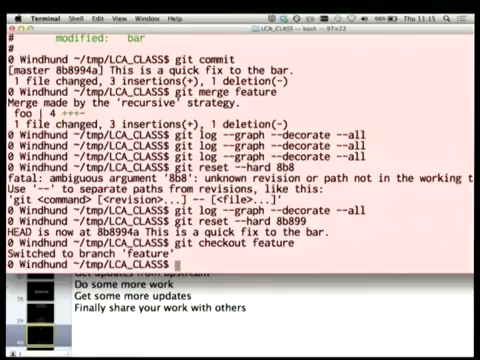 Terminal Shell Edit View Window Help
Thu 11:15
LCA_CLASS — bash — 97×22
# modified: bar
#
0 Windhund ~/tmp/LCA_CLASS$ git commit
[master 8b8994a] This is a quick fix to the bar.
1 file changed, 3 insertions(+), 1 deletion(-)
0 Windhund ~/tmp/LCA_CLASS$ git merge feature
Merge made by the 'recursive' strategy.
foo | 4 +++-
1 file changed, 3 insertions(+), 1 deletion(-)
0 Windhund ~/tmp/LCA_CLASS$ git log --graph --decorate --all
0 Windhund ~/tmp/LCA_CLASS$ git log --graph --decorate --all
0 Windhund ~/tmp/LCA_CLASS$ git log --graph --decorate --all
0 Windhund ~/tmp/LCA_CLASS$ git reset --hard 8b8
fatal: ambiguous argument '8b8': unknown revision or path not in the working t
Use '--' to separate paths from revisions, like this:
'git <command> [<revision>...] -- [<file>...]'
0 Windhund ~/tmp/LCA_CLASS$ git log --graph --decorate --all
0 Windhund ~/tmp/LCA_CLASS$ git reset --hard 8b899
HEAD is now at 8b8994a This is a quick fix to the bar.
0 Windhund ~/tmp/LCA_CLASS$ git checkout feature
Switched to branch 'feature'
0 Windhund ~/tmp/LCA_CLASS$
Get updates from upstream
Do some more work
Get some more updates
Finally share your work with others